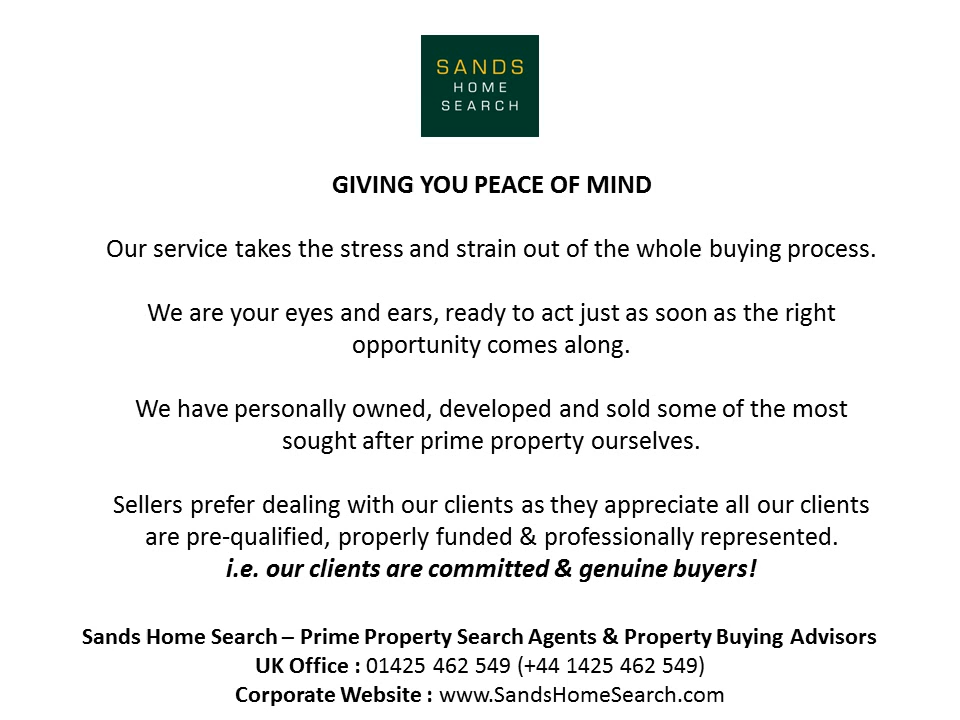 SANDS
HOME
SEARCH
GIVING YOU PEACE OF MIND
Our service takes the stress and strain out of the whole buying process.
We are your eyes and ears, ready to act just as soon as the right
opportunity comes along.
We have personally owned, developed and sold some of the most
sought after prime property ourselves.
Sellers prefer dealing with our clients as they appreciate all our clients
are pre-qualified, properly funded & professionally represented.
i.e. our clients are committed & genuine buyers!
Sands Home Search – Prime Property Search Agents & Property Buying Advisors
UK Office : 01425 462 549 (+44 1425 462 549)
Corporate Website : www.SandsHomeSearch.com